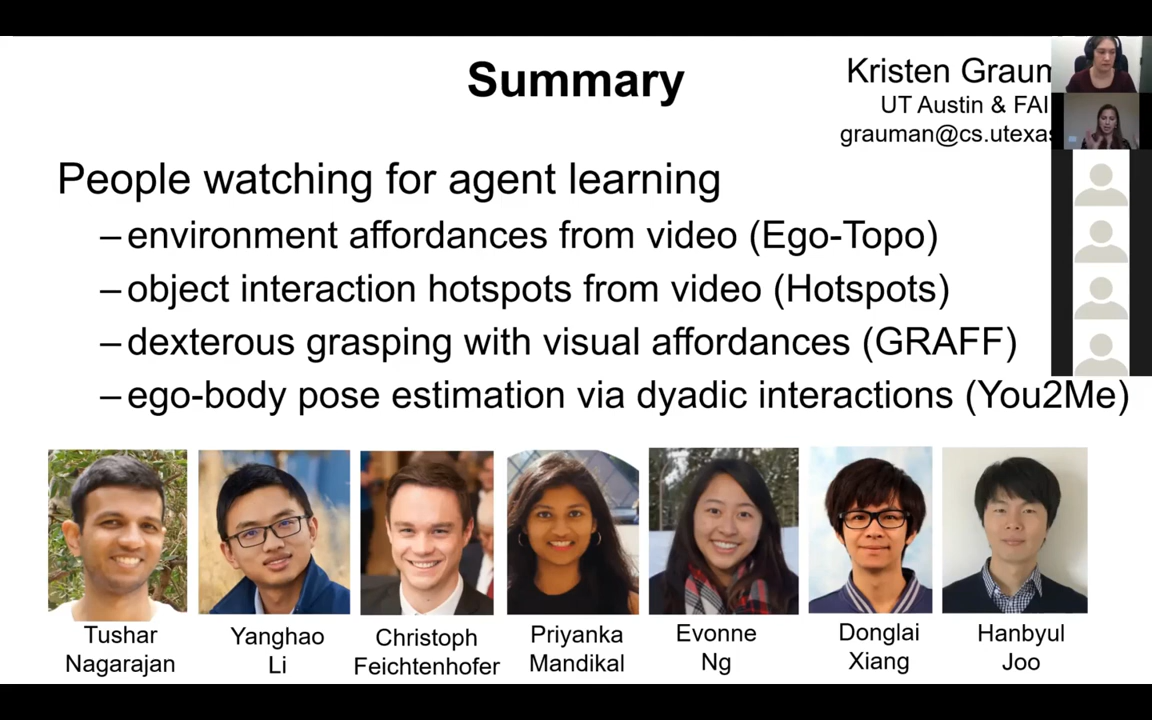 Summary
Kristen Graum
UT Austin & FAI
grauman@cs.utexas
People watching for agent learning
– environment affordances from video (Ego-Topo)
– object interaction hotspots from video (Hotspots)
– dexterous grasping with visual affordances (GRAFF)
– ego-body pose estimation via dyadic interactions (You2Me)
Tushar
Nagarajan
Yanghao
Li
Christoph
Feichtenhofer
Priyanka
Mandikal
Evonne
Ng
Donglai
Xiang
Hanbyul
Joo